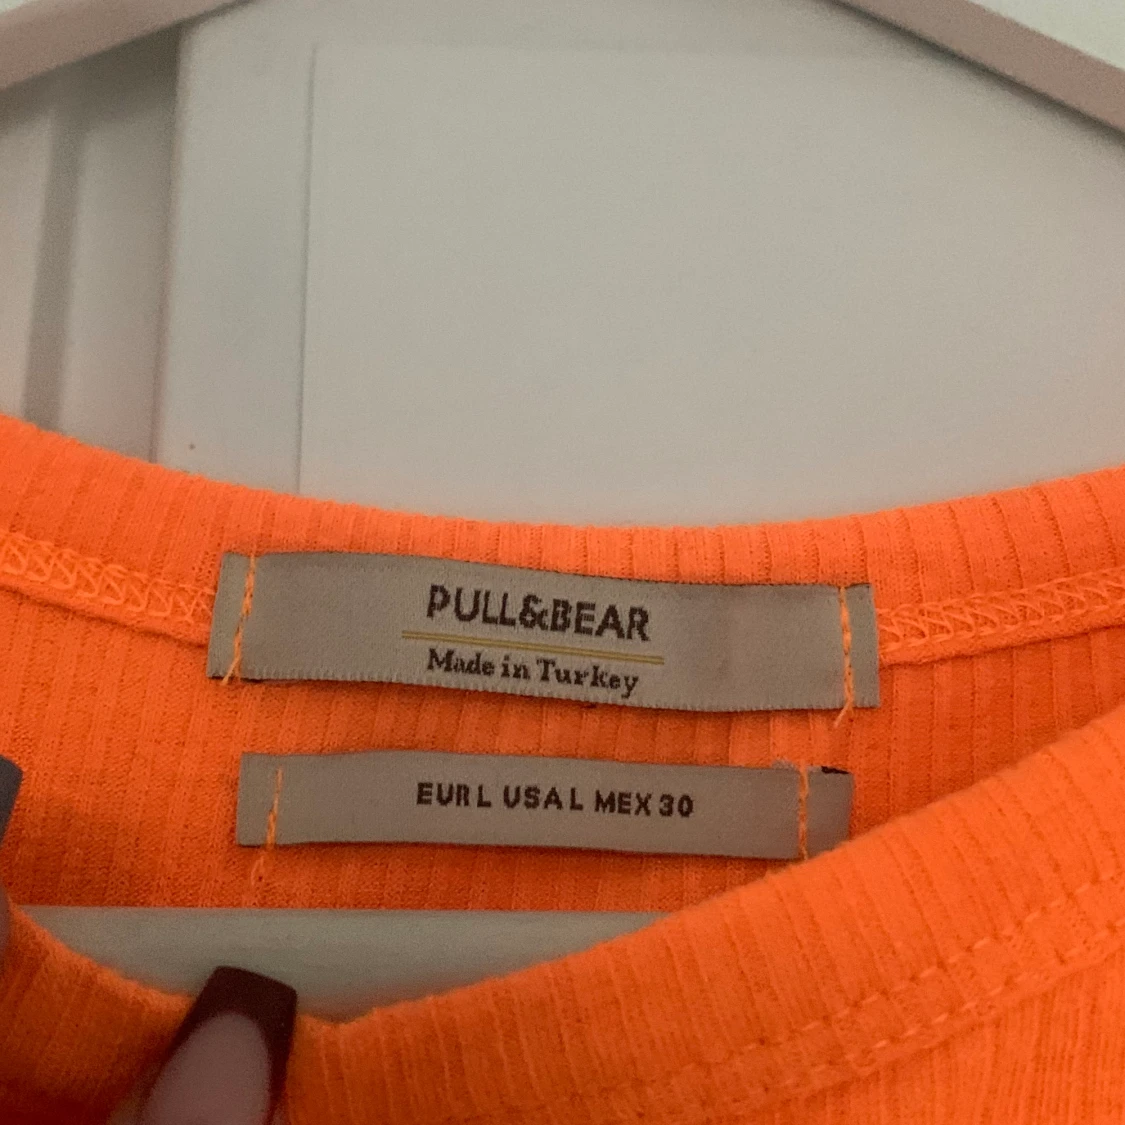 PULL&BEAR
Made in Turkey
EUR L USA L MEX 30